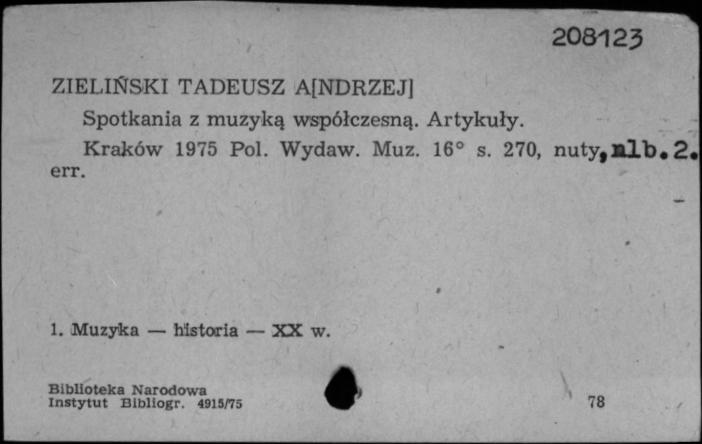 208123
ZIELIŃSKI TADEUSZ A[NDRZEJ]
Spotkania z muzyką współczesną. Artykuły.
Kraków 1975 Pol. Wydaw. Muz. 16° s. 270, nuty, nlb. 2.
err.
1. Muzyka — historia — XX w.
Biblioteka Narodowa
Instytut Bibliogr. 4915/75
78